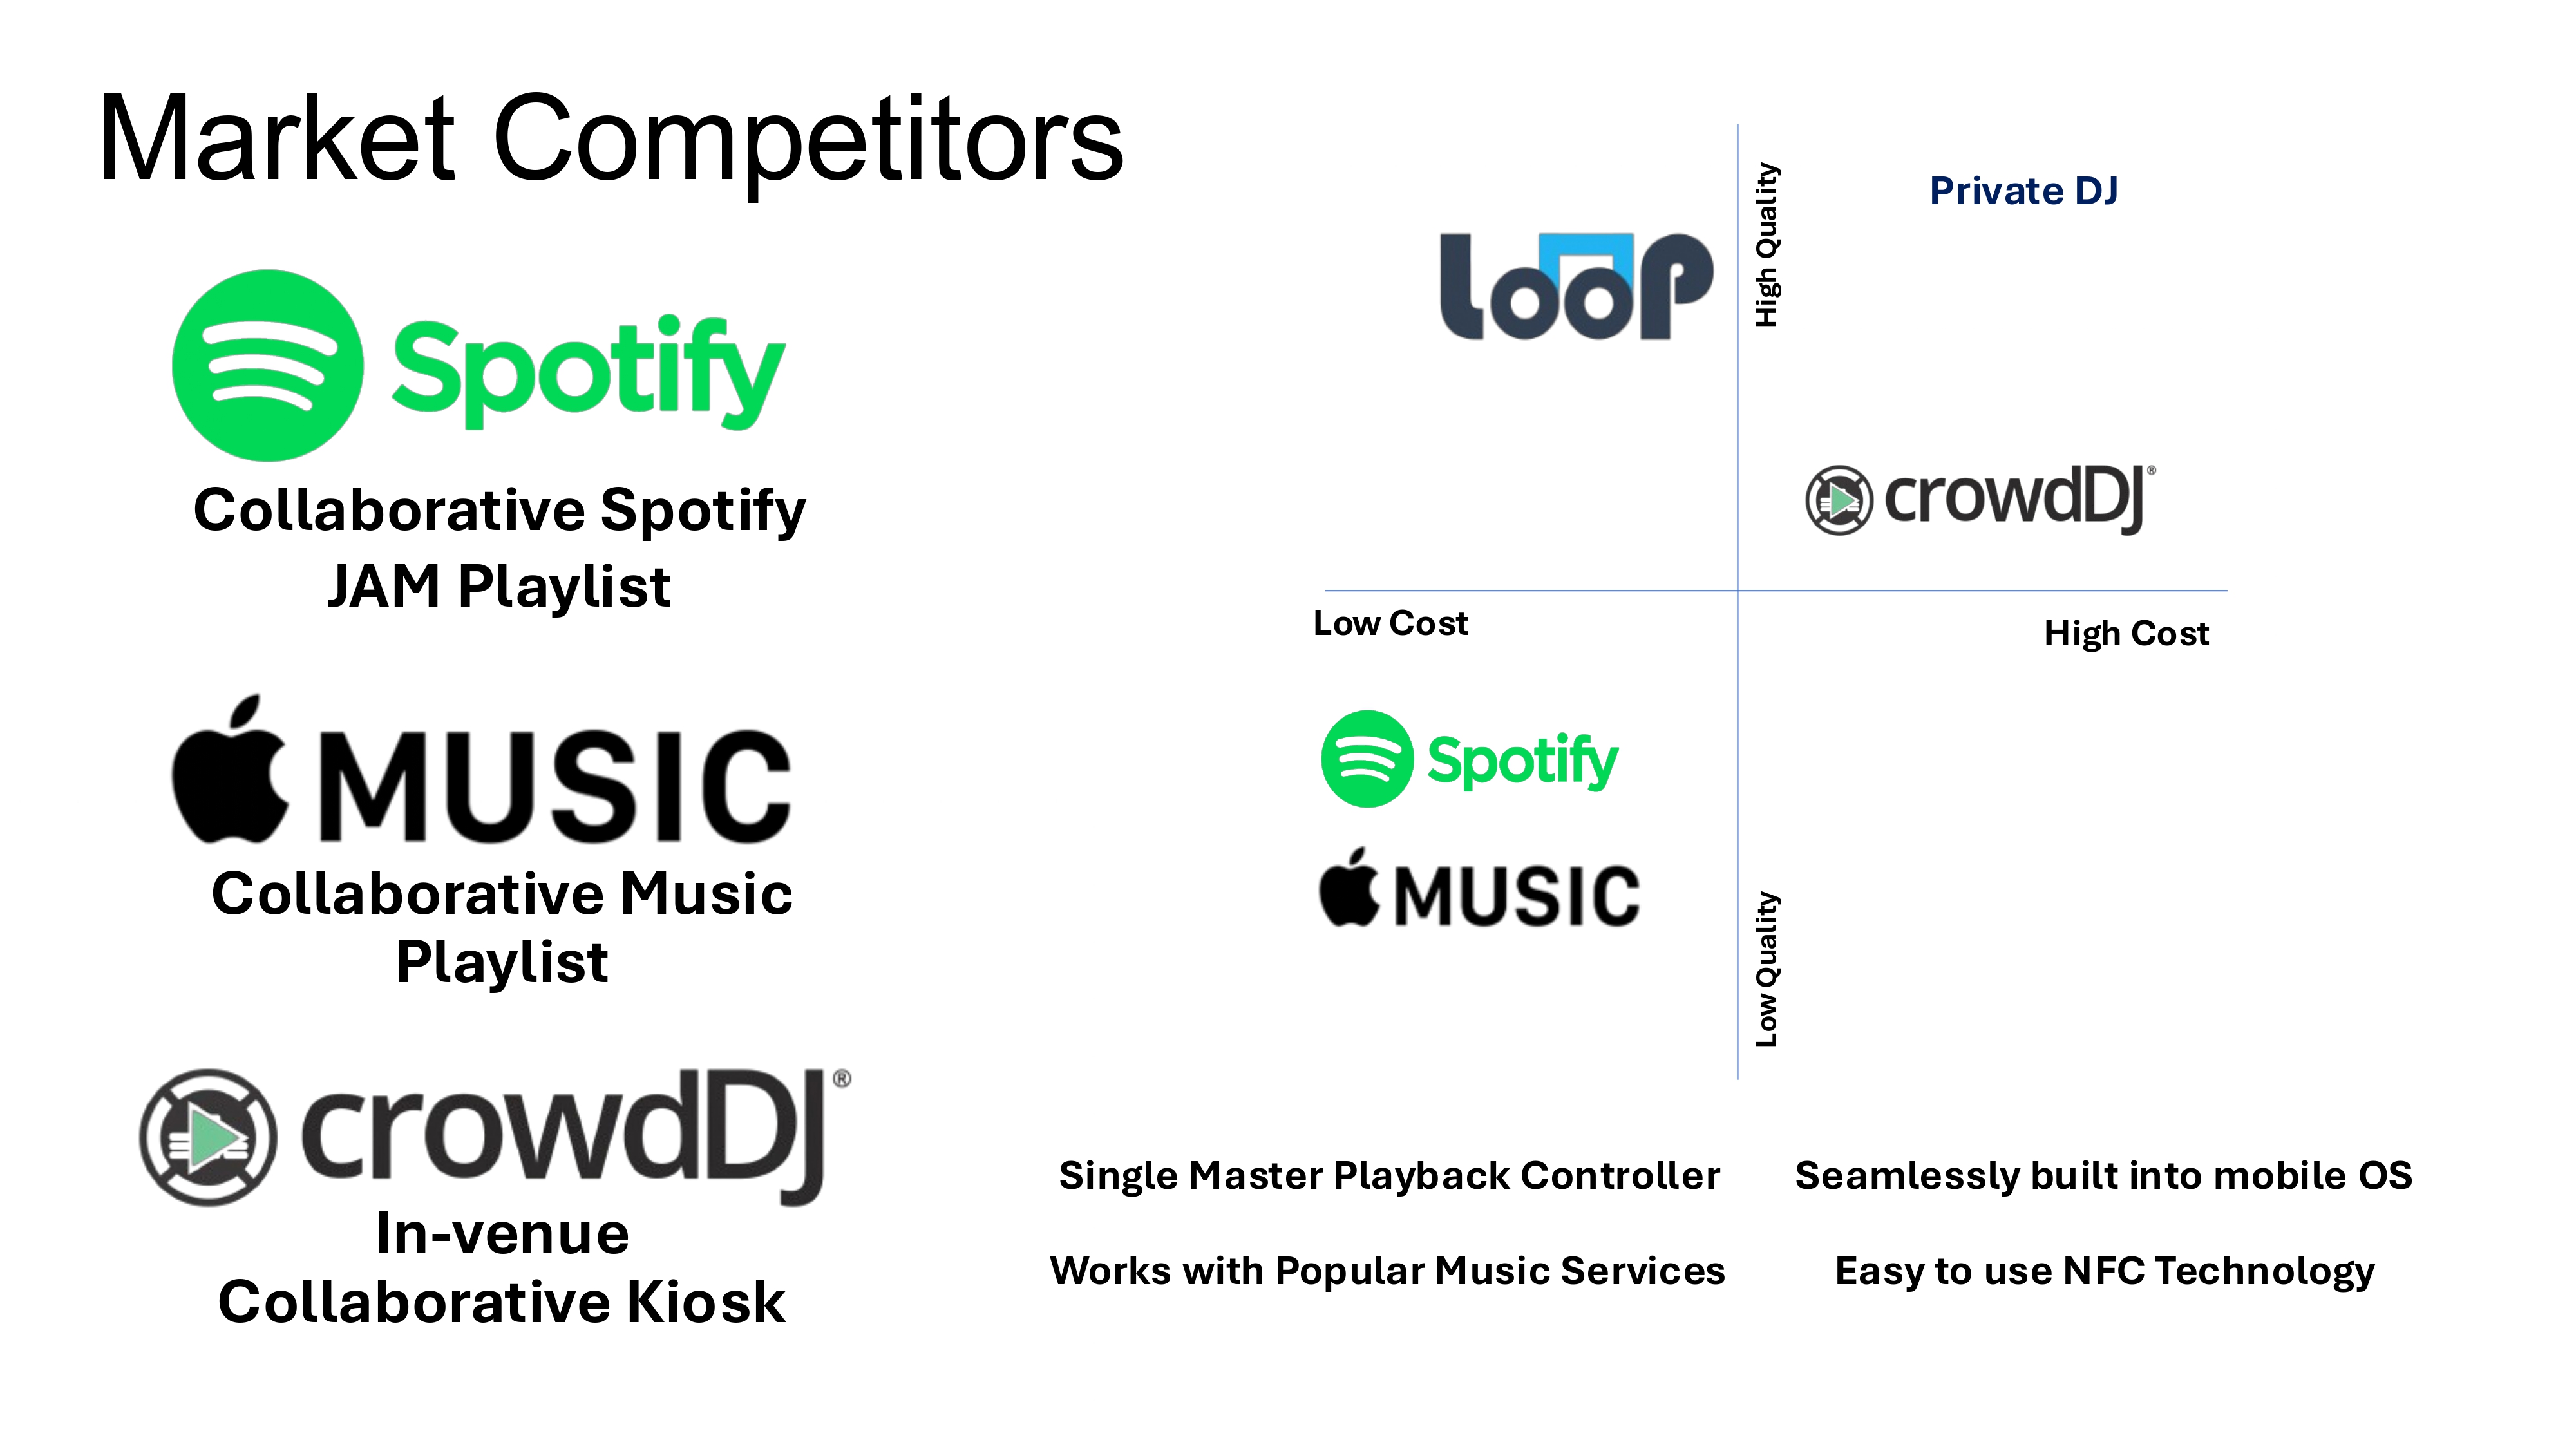 Market Competitors
Spotify
Collaborative Spotify
JAM Playlist
MUSIC
Collaborative Music
Playlist
crowdDJ®
In-venue
Collaborative Kiosk
High Quality
Private DJ
LooP
crowdDJ®
Low Cost
High Cost
Spotify
MUSIC
Low Quality
Single Master Playback Controller
Seamlessly built into mobile OS
Works with Popular Music Services
Easy to use NFC Technology